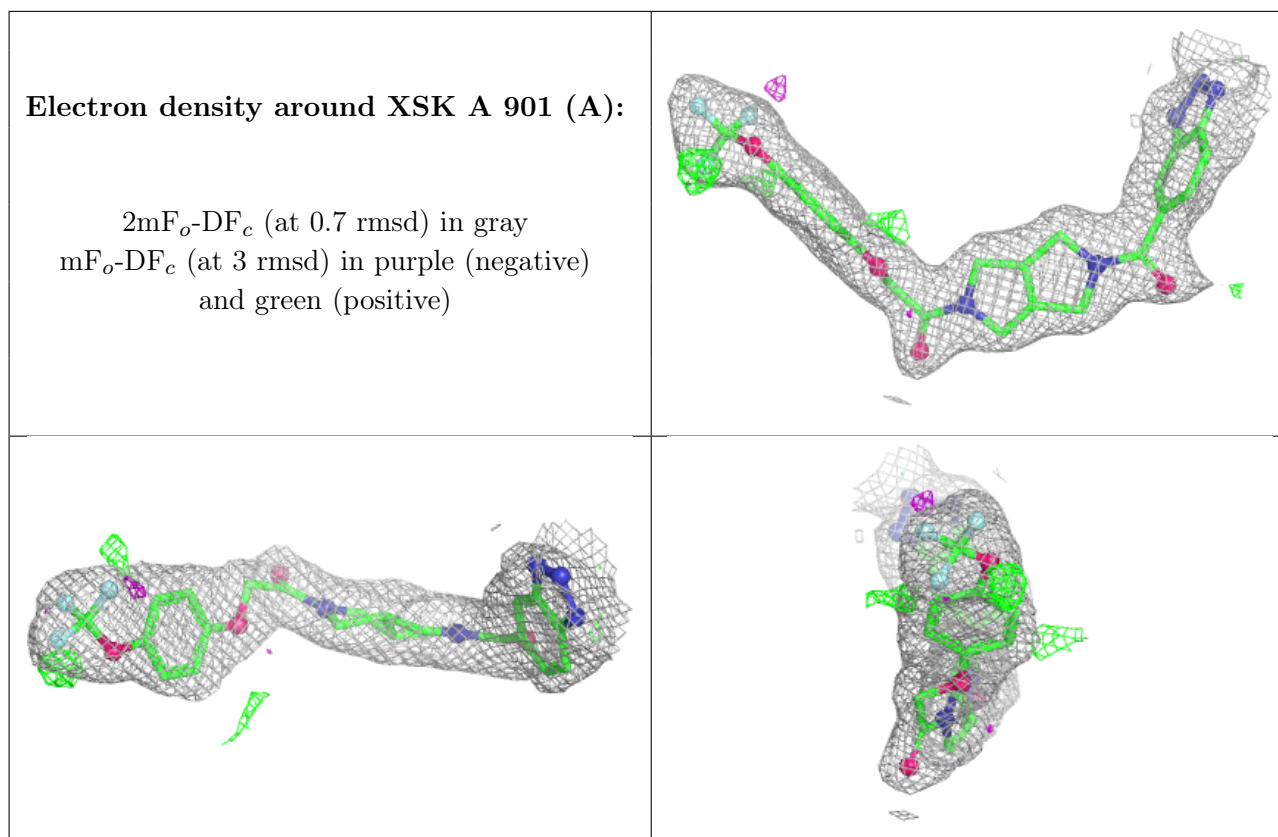 Electron density around XSK A 901 (A):
2mFo-DFc (at 0.7 rmsd) in gray
mFo-DFc (at 3 rmsd) in purple (negative)
and green (positive)